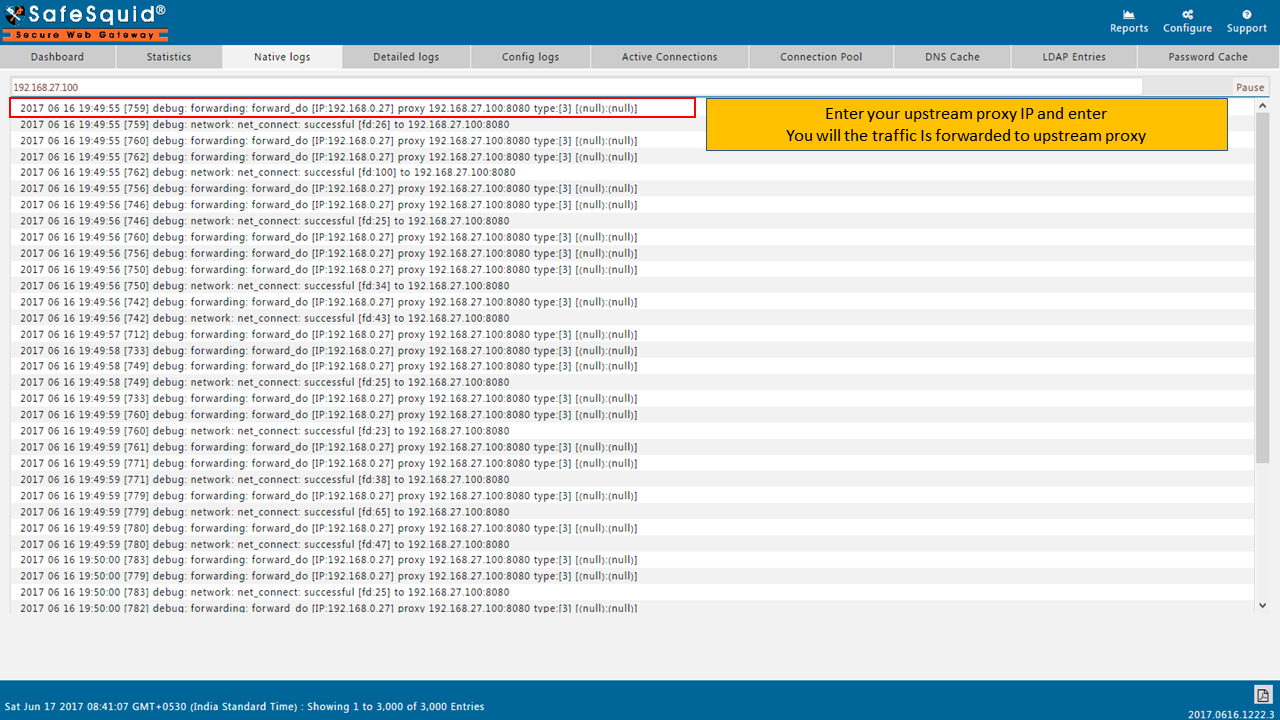 SafeSquid®
Secure Web Gateway
Reports Configure Support
Dashboard Statistics Native logs Detailed logs Config logs Active Connections Connection Pool DNS Cache LDAP Entries Password Cache
192.168.27.100 Pause
2017 06 16 19:49:55 [759] debug: forwarding: forward_do [IP:192.168.0.27] proxy 192.168.27.100:8080 type:[3] [(null):(null)]
Enter your upstream proxy IP and enter
You will the traffic Is forwarded to upstream proxy
2017 06 16 19:49:55 [759] debug: network: net_connect: successful [fd:26] to 192.168.27.100:8080
2017 06 16 19:49:55 [760] debug: forwarding: forward_do [IP:192.168.0.27] proxy 192.168.27.100:8080 type:[3] [(null):(null)]
2017 06 16 19:49:55 [762] debug: forwarding: forward_do [IP:192.168.0.27] proxy 192.168.27.100:8080 type:[3] [(null):(null)]
2017 06 16 19:49:55 [762] debug: network: net_connect: successful [fd:100] to 192.168.27.100:8080
2017 06 16 19:49:55 [756] debug: forwarding: forward_do [IP:192.168.0.27] proxy 192.168.27.100:8080 type:[3] [(null):(null)]
2017 06 16 19:49:56 [746] debug: forwarding: forward_do [IP:192.168.0.27] proxy 192.168.27.100:8080 type:[3] [(null):(null)]
2017 06 16 19:49:56 [746] debug: network: net_connect: successful [fd:25] to 192.168.27.100:8080
2017 06 16 19:49:56 [760] debug: forwarding: forward_do [IP:192.168.0.27] proxy 192.168.27.100:8080 type:[3] [(null):(null)]
2017 06 16 19:49:56 [756] debug: forwarding: forward_do [IP:192.168.0.27] proxy 192.168.27.100:8080 type:[3] [(null):(null)]
2017 06 16 19:49:56 [750] debug: forwarding: forward_do [IP:192.168.0.27] proxy 192.168.27.100:8080 type:[3] [(null):(null)]
2017 06 16 19:49:56 [750] debug: network: net_connect: successful [fd:34] to 192.168.27.100:8080
2017 06 16 19:49:56 [742] debug: forwarding: forward_do [IP:192.168.0.27] proxy 192.168.27.100:8080 type:[3] [(null):(null)]
2017 06 16 19:49:56 [742] debug: network: net_connect: successful [fd:43] to 192.168.27.100:8080
2017 06 16 19:49:57 [712] debug: forwarding: forward_do [IP:192.168.0.27] proxy 192.168.27.100:8080 type:[3] [(null):(null)]
2017 06 16 19:49:58 [733] debug: forwarding: forward_do [IP:192.168.0.27] proxy 192.168.27.100:8080 type:[3] [(null):(null)]
2017 06 16 19:49:58 [749] debug: forwarding: forward_do [IP:192.168.0.27] proxy 192.168.27.100:8080 type:[3] [(null):(null)]
2017 06 16 19:49:58 [749] debug: network: net_connect: successful [fd:25] to 192.168.27.100:8080
2017 06 16 19:49:59 [733] debug: forwarding: forward_do [IP:192.168.0.27] proxy 192.168.27.100:8080 type:[3] [(null):(null)]
2017 06 16 19:49:59 [760] debug: forwarding: forward_do [IP:192.168.0.27] proxy 192.168.27.100:8080 type:[3] [(null):(null)]
2017 06 16 19:49:59 [760] debug: network: net_connect: successful [fd:23] to 192.168.27.100:8080
2017 06 16 19:49:59 [761] debug: forwarding: forward_do [IP:192.168.0.27] proxy 192.168.27.100:8080 type:[3] [(null):(null)]
2017 06 16 19:49:59 [771] debug: forwarding: forward_do [IP:192.168.0.27] proxy 192.168.27.100:8080 type:[3] [(null):(null)]
2017 06 16 19:49:59 [771] debug: network: net_connect: successful [fd:38] to 192.168.27.100:8080
2017 06 16 19:49:59 [779] debug: forwarding: forward_do [IP:192.168.0.27] proxy 192.168.27.100:8080 type:[3] [(null):(null)]
2017 06 16 19:49:59 [779] debug: network: net_connect: successful [fd:65] to 192.168.27.100:8080
2017 06 16 19:49:59 [780] debug: forwarding: forward_do [IP:192.168.0.27] proxy 192.168.27.100:8080 type:[3] [(null):(null)]
2017 06 16 19:49:59 [780] debug: network: net_connect: successful [fd:47] to 192.168.27.100:8080
2017 06 16 19:50:00 [783] debug: forwarding: forward_do [IP:192.168.0.27] proxy 192.168.27.100:8080 type:[3] [(null):(null)]
2017 06 16 19:50:00 [779] debug: forwarding: forward_do [IP:192.168.0.27] proxy 192.168.27.100:8080 type:[3] [(null):(null)]
2017 06 16 19:50:00 [783] debug: network: net_connect: successful [fd:25] to 192.168.27.100:8080
2017 06 16 19:50:00 [782] debug: forwarding: forward_do [IP:192.168.0.27] proxy 192.168.27.100:8080 type:[3] [(null):(null)]
Sat Jun 17 2017 08:41:07 GMT+0530 (India Standard Time) : Showing 1 to 3,000 of 3,000 Entries
2017.0616.1222.3